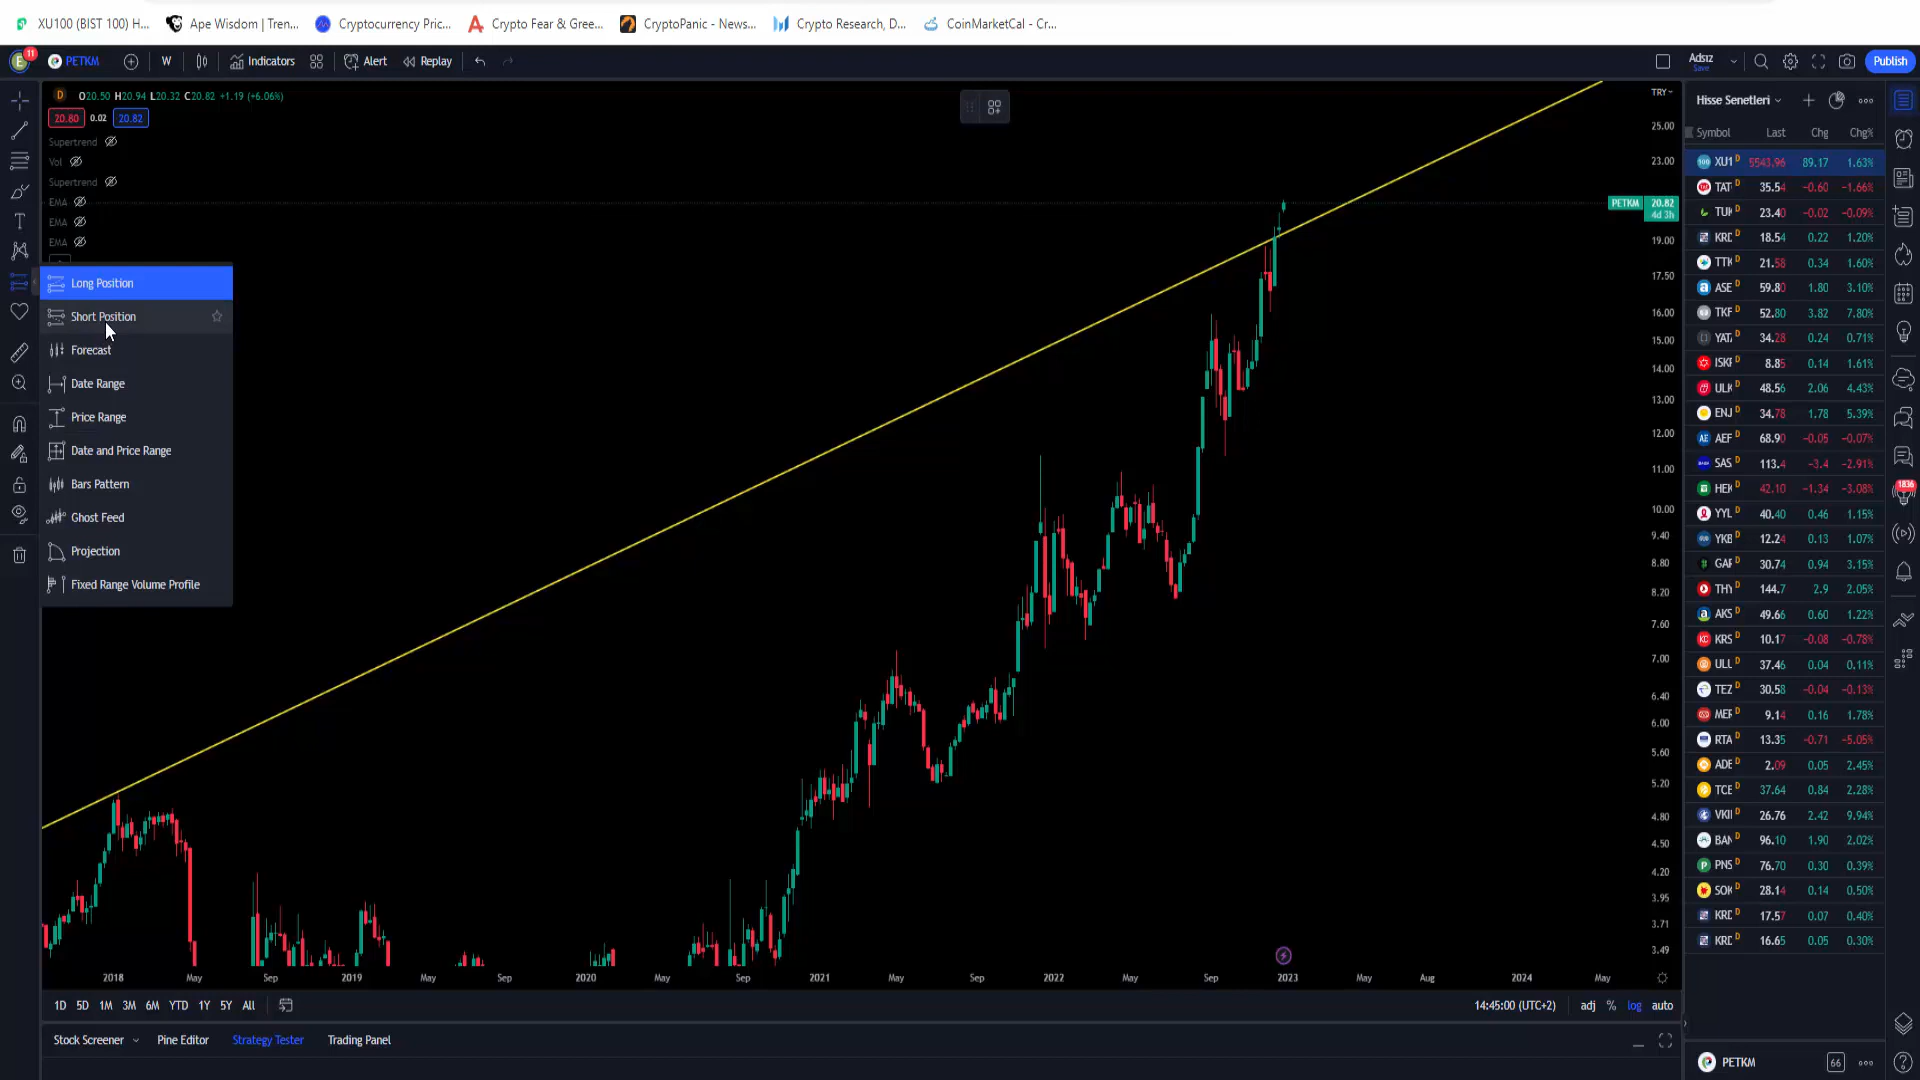 XU100 (BIST 100) H...
Ape Wisdom | Tren...
Cryptocurrency Pric...
Crypto Fear & Gree...
CryptoPanic - News...
Crypto Research, D...
CoinMarketCal - Cr...
E 11 PETKM W Indicators Alert Replay Adsız Save Publish
D O20.50 H20.94 L20.32 C20.82 +1.19 (+6.06%)
20.80 0.02 20.82
Supertrend
Vol
Supertrend
EMA
EMA
EMA
Long Position
Short Position
Forecast
Date Range
Price Range
Date and Price Range
Bars Pattern
Ghost Feed
Projection
Fixed Range Volume Profile
TRY
25.00
23.00
PETKM 20.82
4d 3h
19.00
17.50
16.00
15.00
14.00
13.00
12.00
11.00
10.00
9.40
8.80
8.20
7.60
7.00
6.40
6.00
5.60
5.20
4.80
4.50
4.20
3.95
3.71
3.49
2018 May Sep 2019 May Sep 2020 May Sep 2021 May Sep 2022 May Sep 2023 May Aug 2024 May
1D 5D 1M 3M 6M YTD 1Y 5Y All
14:45:00 (UTC+2) adj % log auto
Stock Screener Pine Editor Strategy Tester Trading Panel
Hisse Senetleri
Symbol Last Chg Chg%
XU1 D 5543.96 89.17 1.63%
TAT D 35.54 −0.60 −1.66%
TUK D 23.40 −0.02 −0.09%
KRD D 18.54 0.22 1.20%
TTK D 21.58 0.34 1.60%
ASE D 59.80 1.80 3.10%
TKF D 52.80 3.82 7.80%
YAT D 34.28 0.24 0.71%
ISKF D 8.85 0.14 1.61%
ULK D 48.56 2.06 4.43%
ENJ D 34.78 1.78 5.39%
AEF D 68.90 −0.05 −0.07%
SAS D 113.4 −3.4 −2.91%
HEK D 42.10 −1.34 −3.08%
YYL D 40.40 0.46 1.15%
YKB D 12.24 0.13 1.07%
GAF D 30.74 0.94 3.15%
THY D 144.7 2.9 2.05%
AKS D 49.66 0.60 1.22%
KRS D 10.17 −0.08 −0.78%
ULL D 37.46 0.04 0.11%
TEZ D 30.58 −0.04 −0.13%
MEF D 9.14 0.16 1.78%
RTA D 13.35 −0.71 −5.05%
ADE D 2.09 0.05 2.45%
TCE D 37.64 0.84 2.28%
VKI D 26.76 2.42 9.94%
BAN D 96.10 1.90 2.02%
PNS D 76.70 0.30 0.39%
SOK D 28.14 0.14 0.50%
KRD D 17.57 0.07 0.40%
KRD D 16.65 0.05 0.30%
1836
PETKM 66